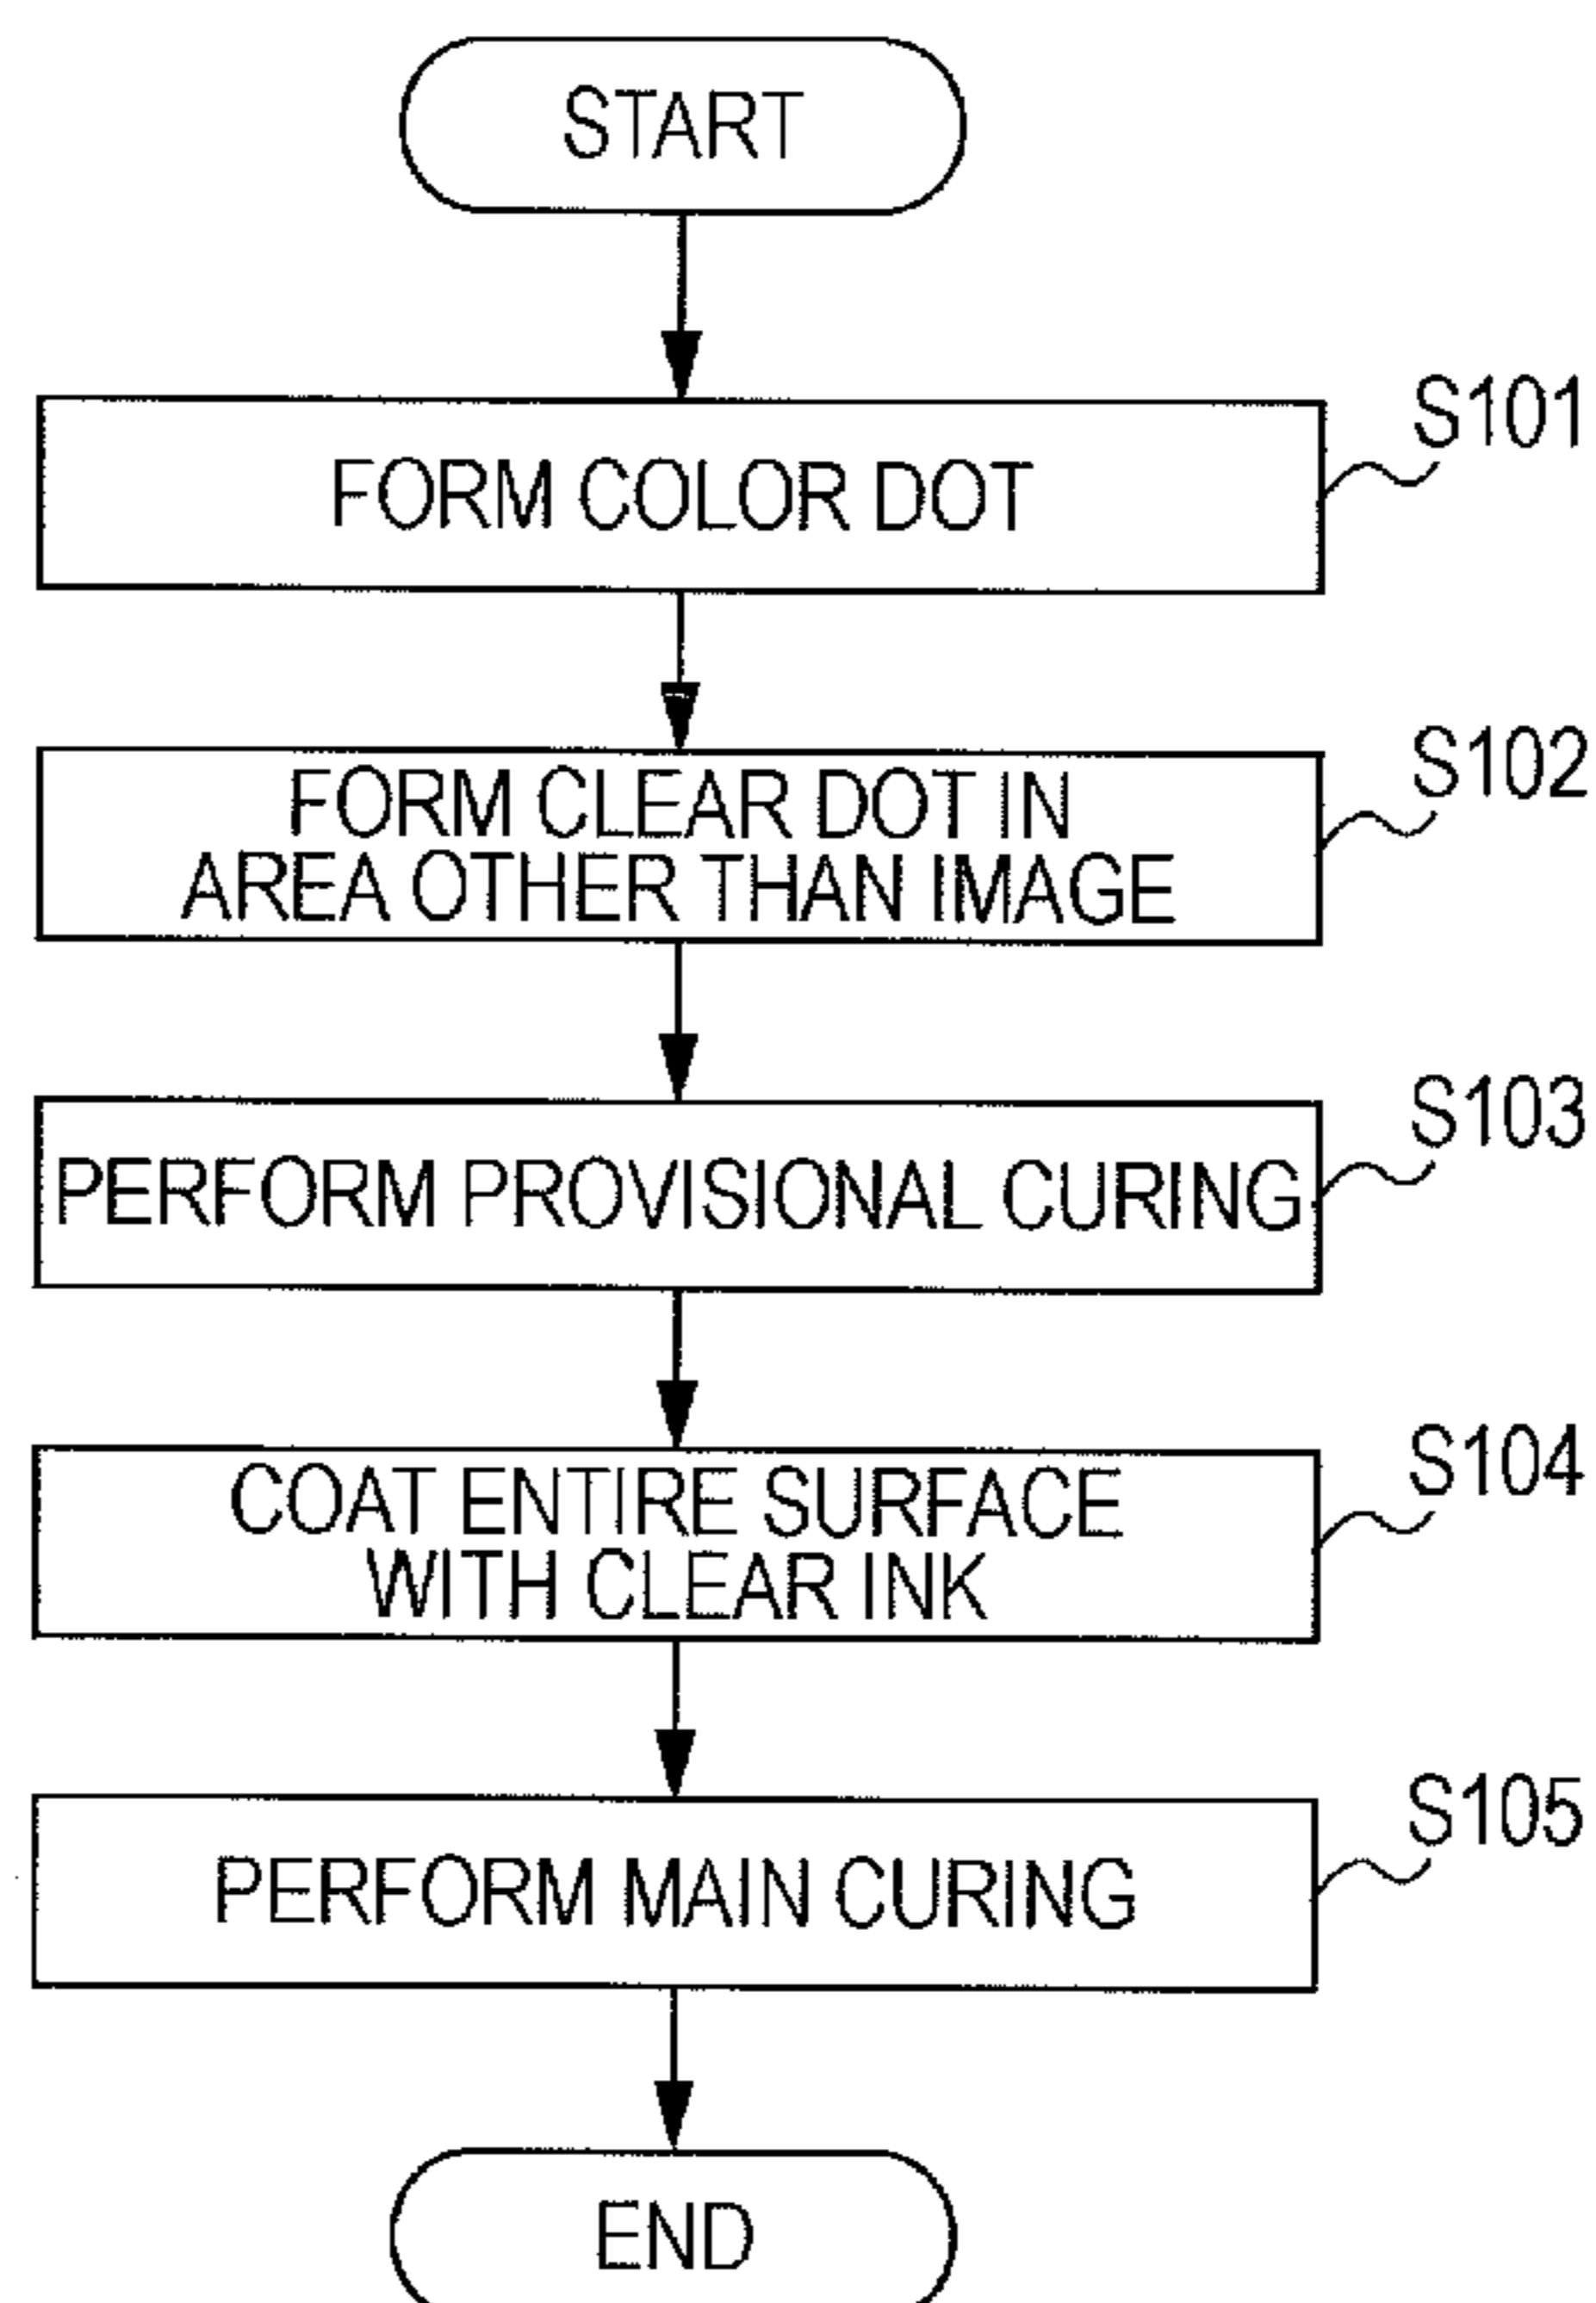 START
S101
FORM COLOR DOT
S102
FORM CLEAR DOT IN
AREA OTHER THAN IMAGE
S103
PERFORM PROVISIONAL CURING
S104
COAT ENTIRE SURFACE
WITH CLEAR INK
S105
PERFORM MAIN CURING
END